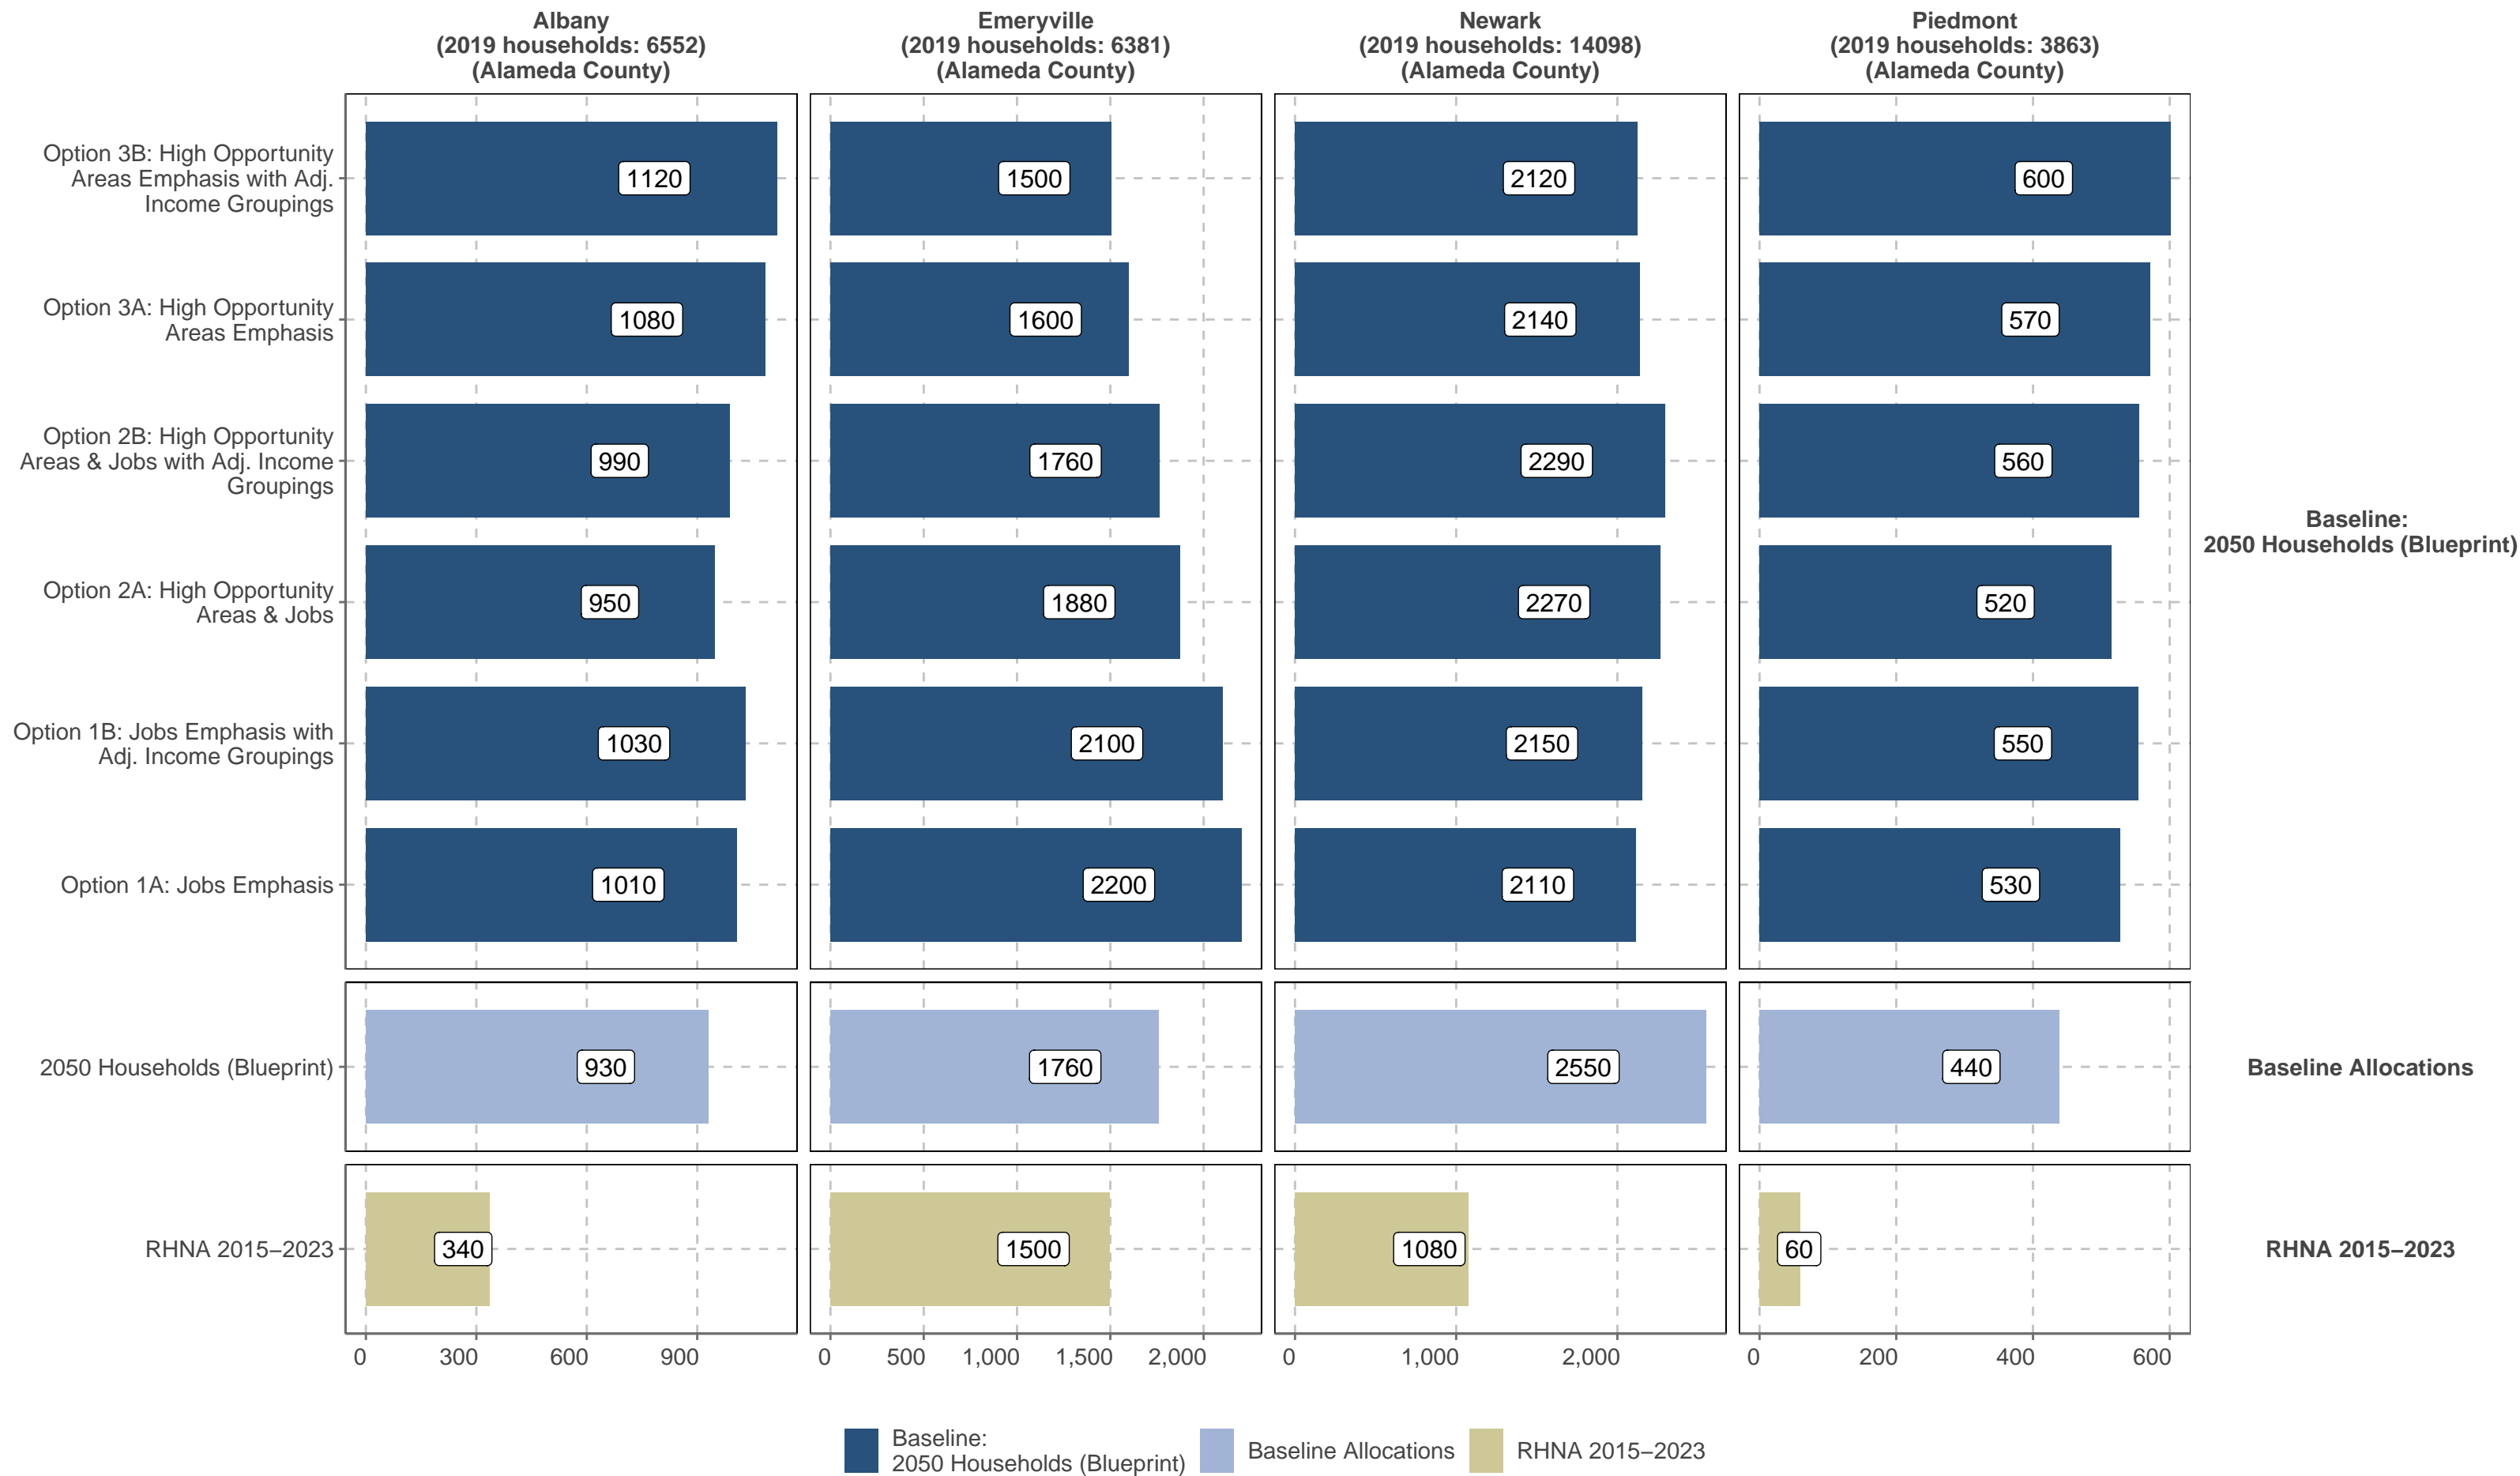 Albany
(2019 households: 6552)
(Alameda County)
Emeryville
(2019 households: 6381)
(Alameda County)
Newark
(2019 households: 14098)
(Alameda County)
Piedmont
(2019 households: 3863)
(Alameda County)
Option 3B: High Opportunity
Areas Emphasis with Adj.
Income Groupings
1120
1500
2120
600
Option 3A: High Opportunity
Areas Emphasis
1080
1600
2140
570
Option 2B: High Opportunity
Areas & Jobs with Adj. Income
Groupings
990
1760
2290
560
Baseline:
2050 Households (Blueprint)
Option 2A: High Opportunity
Areas & Jobs
950
1880
2270
520
Option 1B: Jobs Emphasis with
Adj. Income Groupings
1030
2100
2150
550
Option 1A: Jobs Emphasis
1010
2200
2110
530
2050 Households (Blueprint)
930
1760
2550
440
Baseline Allocations
RHNA 2015–2023
340
1500
1080
60
RHNA 2015–2023
0 300 600 900
0 500 1,000 1,500 2,000
0 1,000 2,000
0 200 400 600
Baseline:
2050 Households (Blueprint)
Baseline Allocations
RHNA 2015–2023